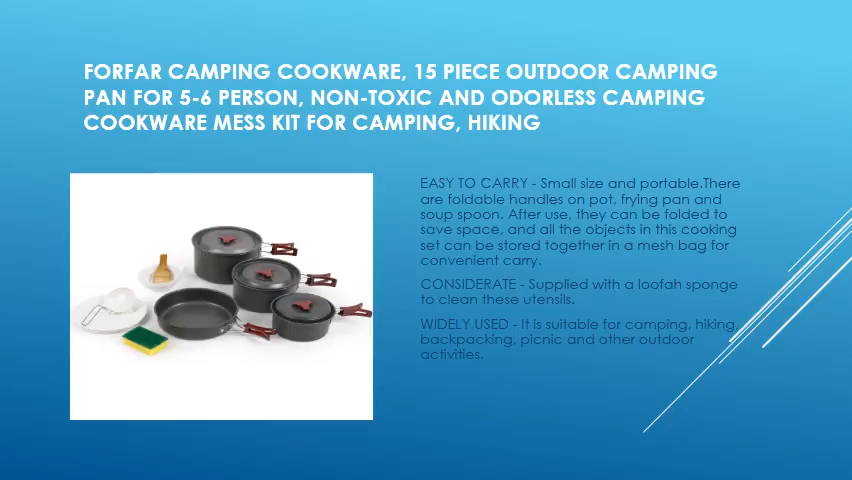 FORFAR CAMPING COOKWARE, 15 PIECE OUTDOOR CAMPING
PAN FOR 5-6 PERSON, NON-TOXIC AND ODORLESS CAMPING
COOKWARE MESS KIT FOR CAMPING, HIKING
EASY TO CARRY - Small size and portable.There
are foldable handles on pot, frying pan and
soup spoon. After use, they can be folded to
save space, and all the objects in this cooking
set can be stored together in a mesh bag for
convenient carry.
CONSIDERATE - Supplied with a loofah sponge
to clean these utensils.
WIDELY USED - It is suitable for camping, hiking,
backpacking, picnic and other outdoor
activities.